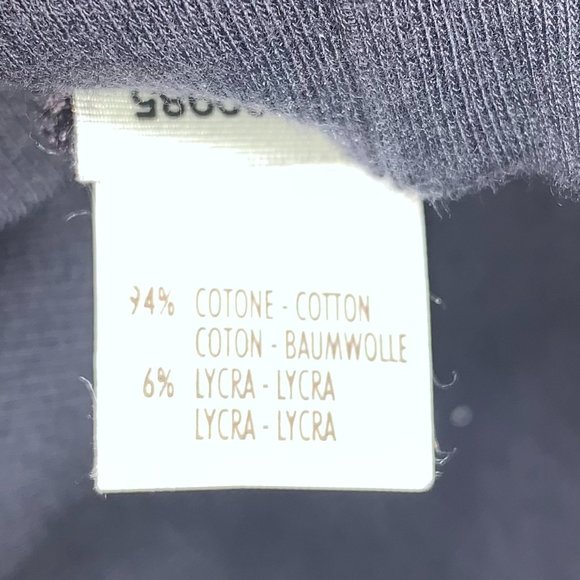 94% COTONE - COTTON
COTON - BAUMWOLLE
6% LYCRA - LYCRA
LYCRA - LYCRA